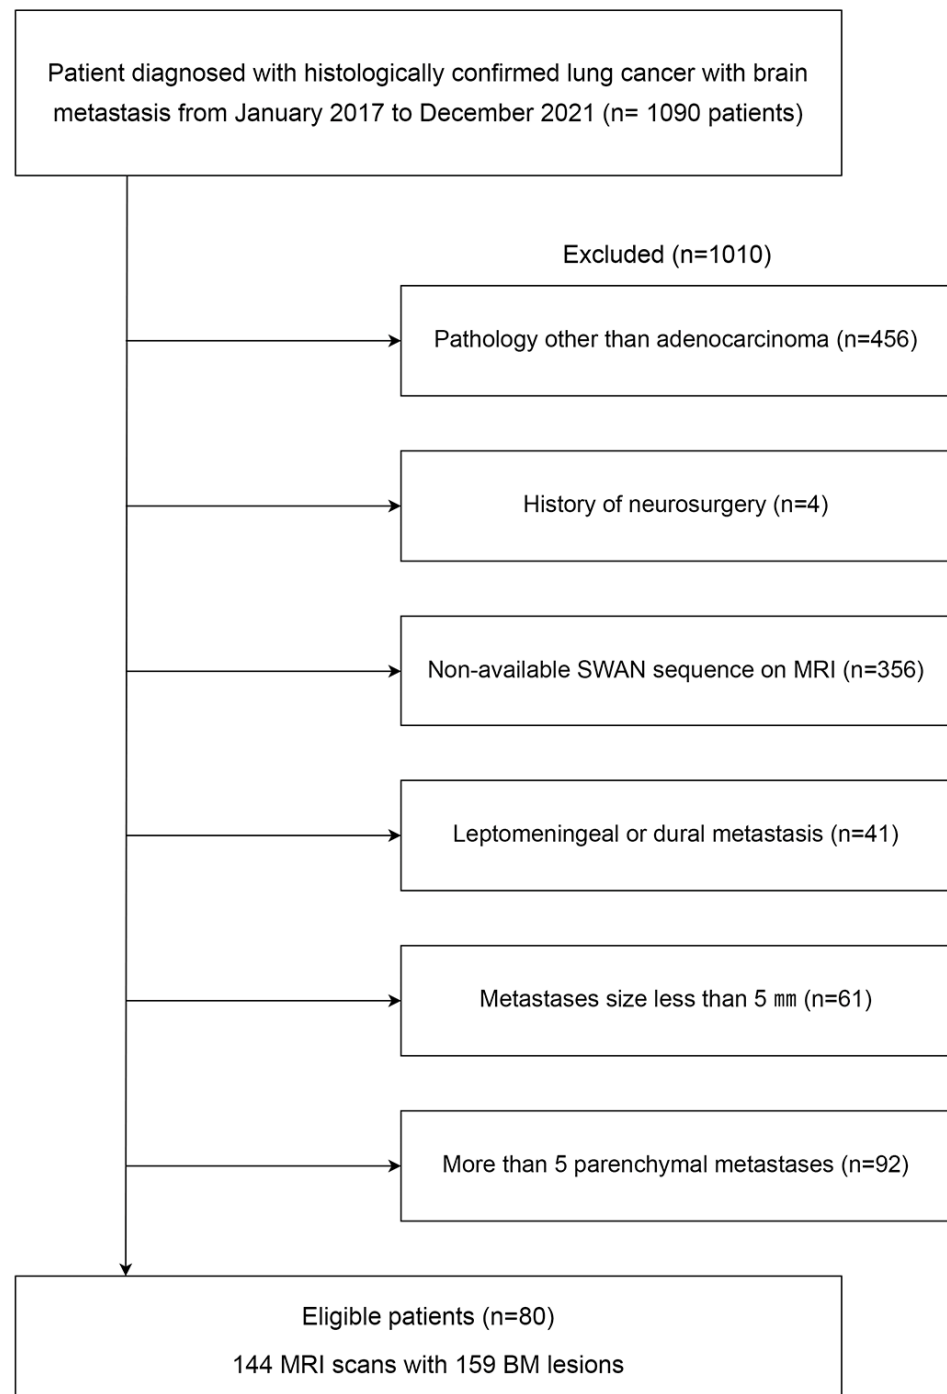 Patient diagnosed with histologically confirmed lung cancer with brain
metastasis from January 2017 to December 2021 (n= 1090 patients)
Excluded (n=1010)
Pathology other than adenocarcinoma (n=456)
History of neurosurgery (n=4)
Non-available SWAN sequence on MRI (n=356)
Leptomeningeal or dural metastasis (n=41)
Metastases size less than 5 ㎜ (n=61)
More than 5 parenchymal metastases (n=92)
Eligible patients (n=80)
144 MRI scans with 159 BM lesions